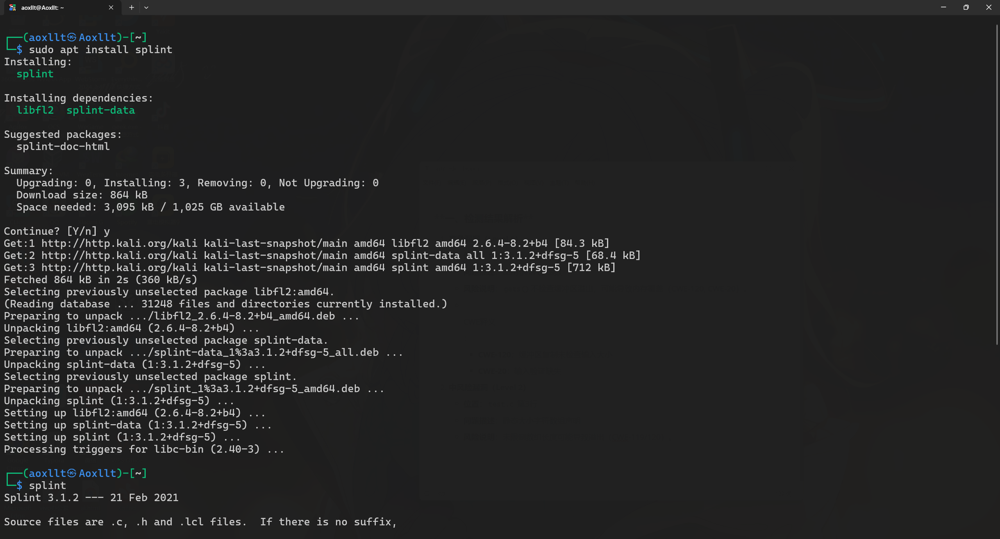 aoxllt@Aoxllt: ~
┌──(aoxllt㉿Aoxllt)-[~]
└─$ sudo apt install splint
Installing:
  splint
Installing dependencies:
  libfl2  splint-data
Suggested packages:
  splint-doc-html
Summary:
  Upgrading: 0, Installing: 3, Removing: 0, Not Upgrading: 0
  Download size: 864 kB
  Space needed: 3,095 kB / 1,025 GB available
Continue? [Y/n] y
Get:1 http://http.kali.org/kali kali-last-snapshot/main amd64 libfl2 amd64 2.6.4-8.2+b4 [84.3 kB]
Get:2 http://http.kali.org/kali kali-last-snapshot/main amd64 splint-data all 1:3.1.2+dfsg-5 [68.4 kB]
Get:3 http://http.kali.org/kali kali-last-snapshot/main amd64 splint amd64 1:3.1.2+dfsg-5 [712 kB]
Fetched 864 kB in 2s (360 kB/s)
Selecting previously unselected package libfl2:amd64.
(Reading database ... 31248 files and directories currently installed.)
Preparing to unpack .../libfl2_2.6.4-8.2+b4_amd64.deb ...
Unpacking libfl2:amd64 (2.6.4-8.2+b4) ...
Selecting previously unselected package splint-data.
Preparing to unpack .../splint-data_1%3a3.1.2+dfsg-5_all.deb ...
Unpacking splint-data (1:3.1.2+dfsg-5) ...
Selecting previously unselected package splint.
Preparing to unpack .../splint_1%3a3.1.2+dfsg-5_amd64.deb ...
Unpacking splint (1:3.1.2+dfsg-5) ...
Setting up libfl2:amd64 (2.6.4-8.2+b4) ...
Setting up splint-data (1:3.1.2+dfsg-5) ...
Setting up splint (1:3.1.2+dfsg-5) ...
Processing triggers for libc-bin (2.40-3) ...
┌──(aoxllt㉿Aoxllt)-[~]
└─$ splint
Splint 3.1.2 --- 21 Feb 2021
Source files are .c, .h and .lcl files.  If there is no suffix,